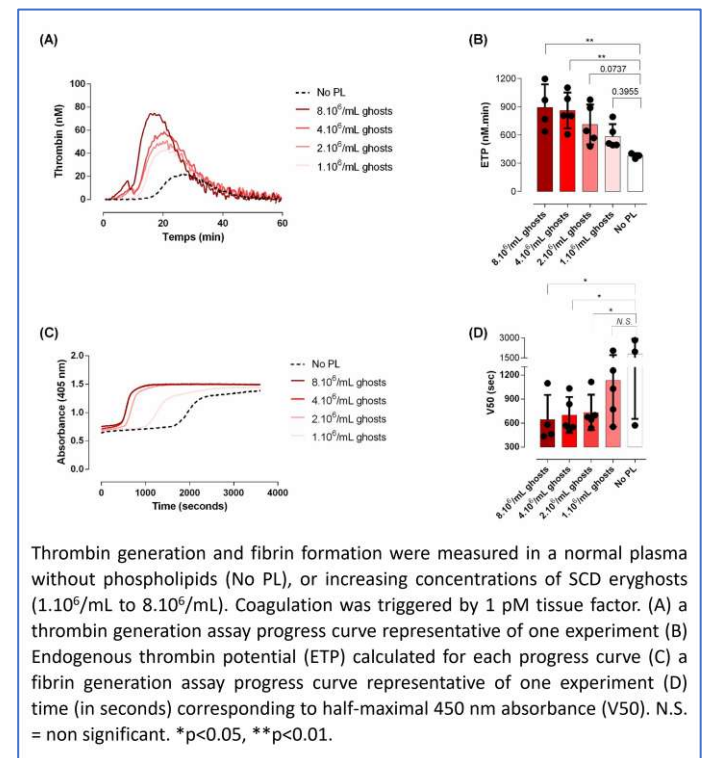 (A)
Thrombin (nM)
100
80
60
40
20
0
0 20 40 60
Temps (min)
No PL
8.10⁶/mL ghosts
4.10⁶/mL ghosts
2.10⁶/mL ghosts
1.10⁶/mL ghosts
(B)
**
**
0.0737
0.3955
ETP (nM.min)
1200
900
600
300
0
8.10⁶/mL ghosts
4.10⁶/mL ghosts
2.10⁶/mL ghosts
1.10⁶/mL ghosts
No PL
(C)
Absorbance (405 nm)
2.0
1.5
1.0
0.5
0.0
0 1000 2000 3000 4000
Time (seconds)
No PL
8.10⁶/mL ghosts
4.10⁶/mL ghosts
2.10⁶/mL ghosts
1.10⁶/mL ghosts
(D)
*
*
*
N.S.
V50 (sec)
3000
1500
1200
900
600
300
8.10⁶/mL ghosts
4.10⁶/mL ghosts
2.10⁶/mL ghosts
1.10⁶/mL ghosts
No PL
Thrombin generation and fibrin formation were measured in a normal plasma
without phospholipids (No PL), or increasing concentrations of SCD eryghosts
(1.10⁶/mL to 8.10⁶/mL). Coagulation was triggered by 1 pM tissue factor. (A) a
thrombin generation assay progress curve representative of one experiment (B)
Endogenous thrombin potential (ETP) calculated for each progress curve (C) a
fibrin generation assay progress curve representative of one experiment (D)
time (in seconds) corresponding to half-maximal 450 nm absorbance (V50). N.S.
= non significant. *p<0.05, **p<0.01.